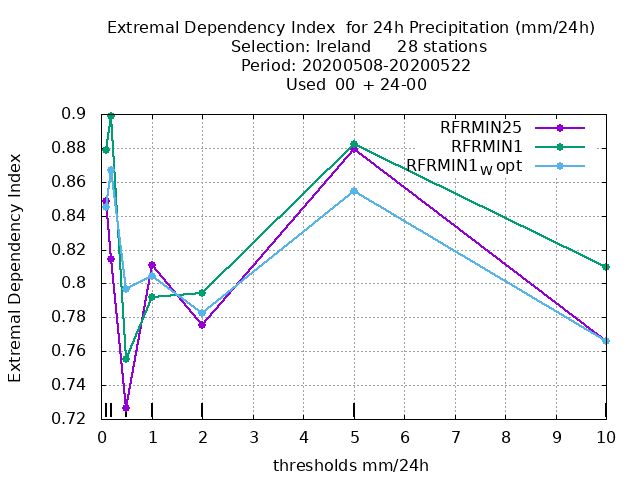 Extremal Dependency Index  for 24h Precipitation (mm/24h)
Selection: Ireland     28 stations
Period: 20200508-20200522
Used  00  + 24-00
RFRMIN25
RFRMIN1
RFRMIN1W opt
Extremal Dependency Index
0.9
0.88
0.86
0.84
0.82
0.8
0.78
0.76
0.74
0.72
0 1 2 3 4 5 6 7 8 9 10
thresholds mm/24h